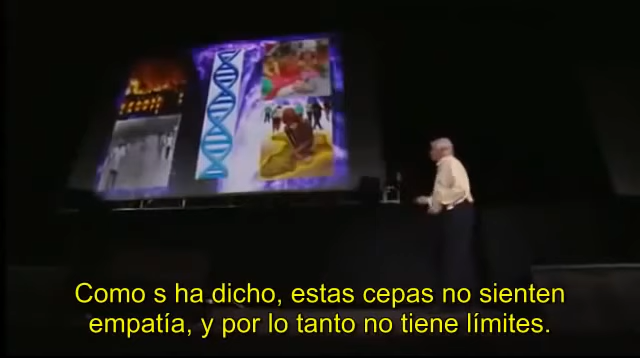 Como s ha dicho, estas cepas no sienten
empatía, y por lo tanto no tiene límites.